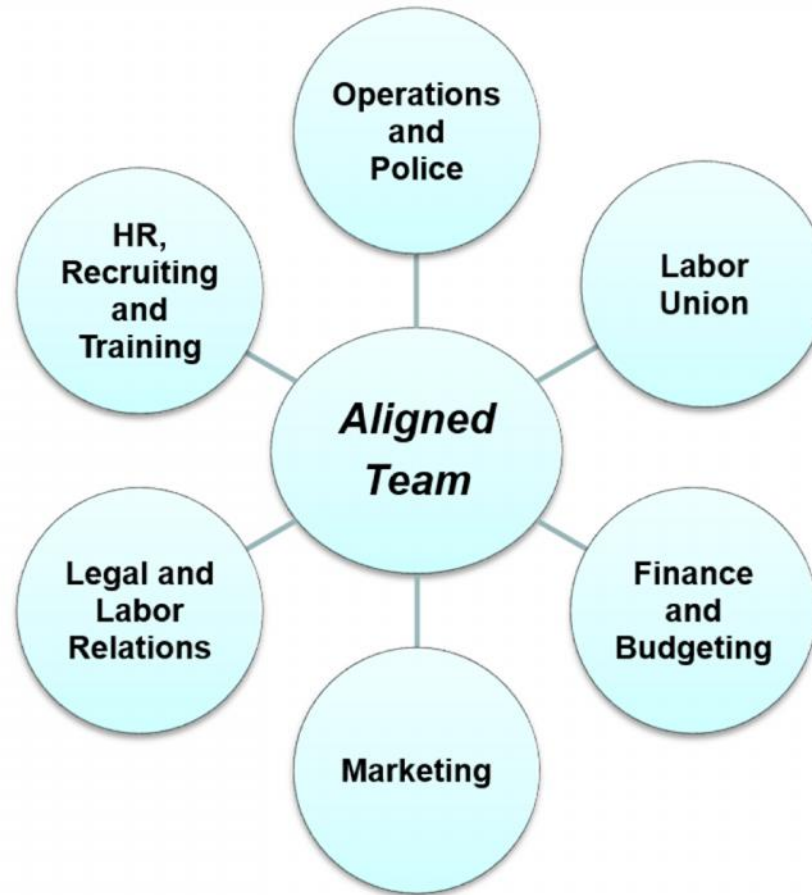 Operations
and
Police
HR,
Recruiting
and
Training
Labor
Union
Aligned
Team
Legal and
Labor
Relations
Finance
and
Budgeting
Marketing